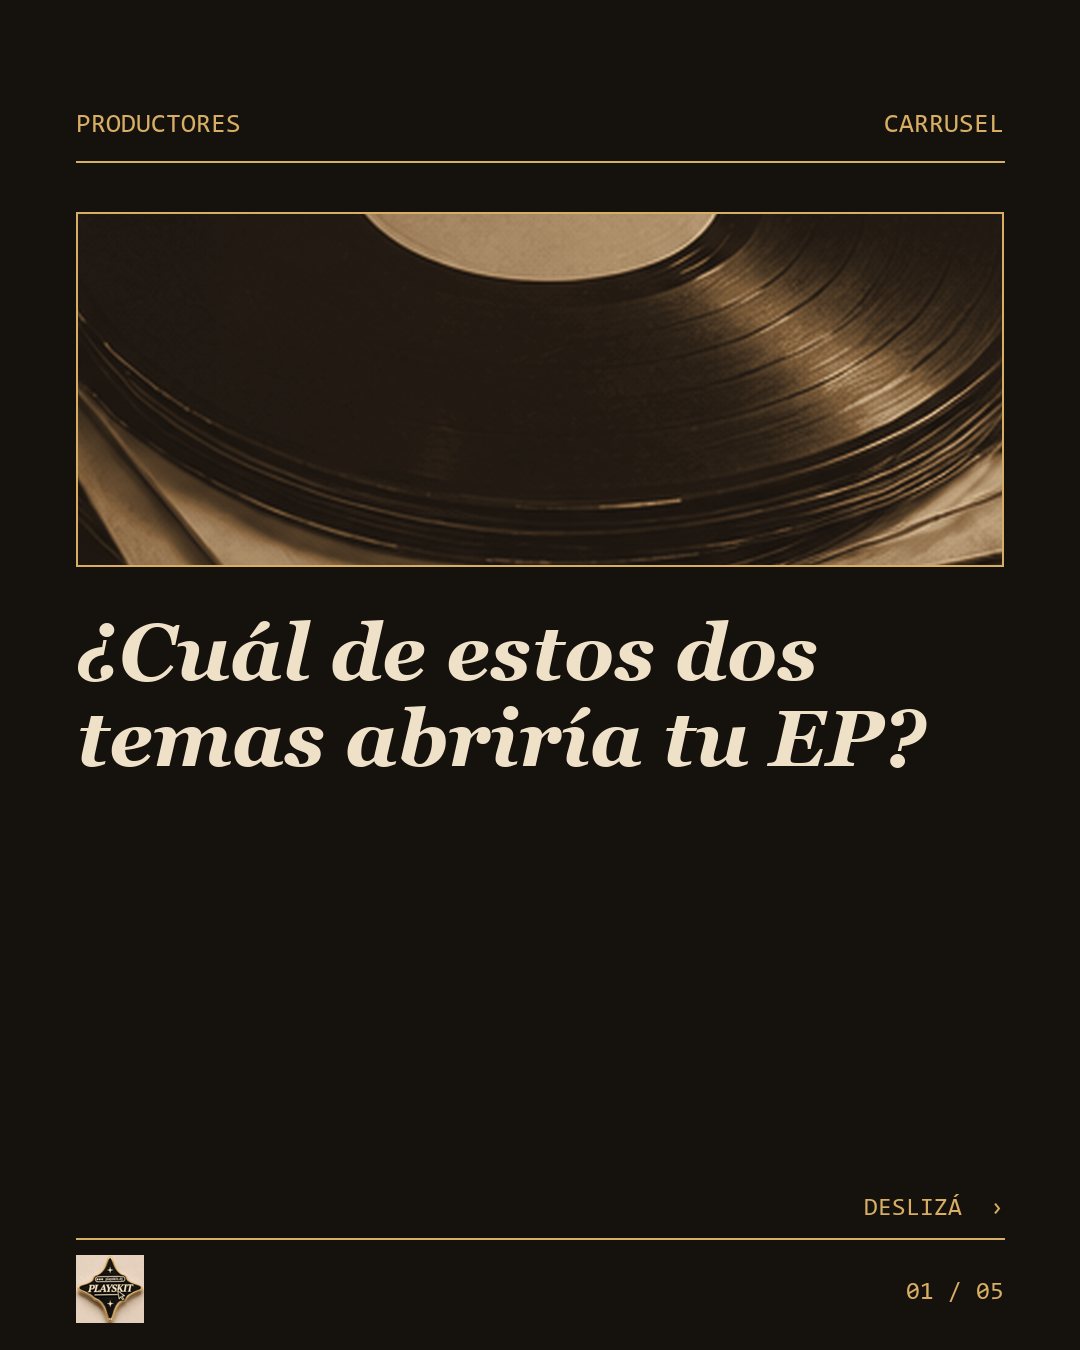 PRODUCTORES
CARRUSEL
¿Cuál de estos dos
temas abriría tu EP?
DESLIZÁ ›
PLAYSKIT
01 / 05